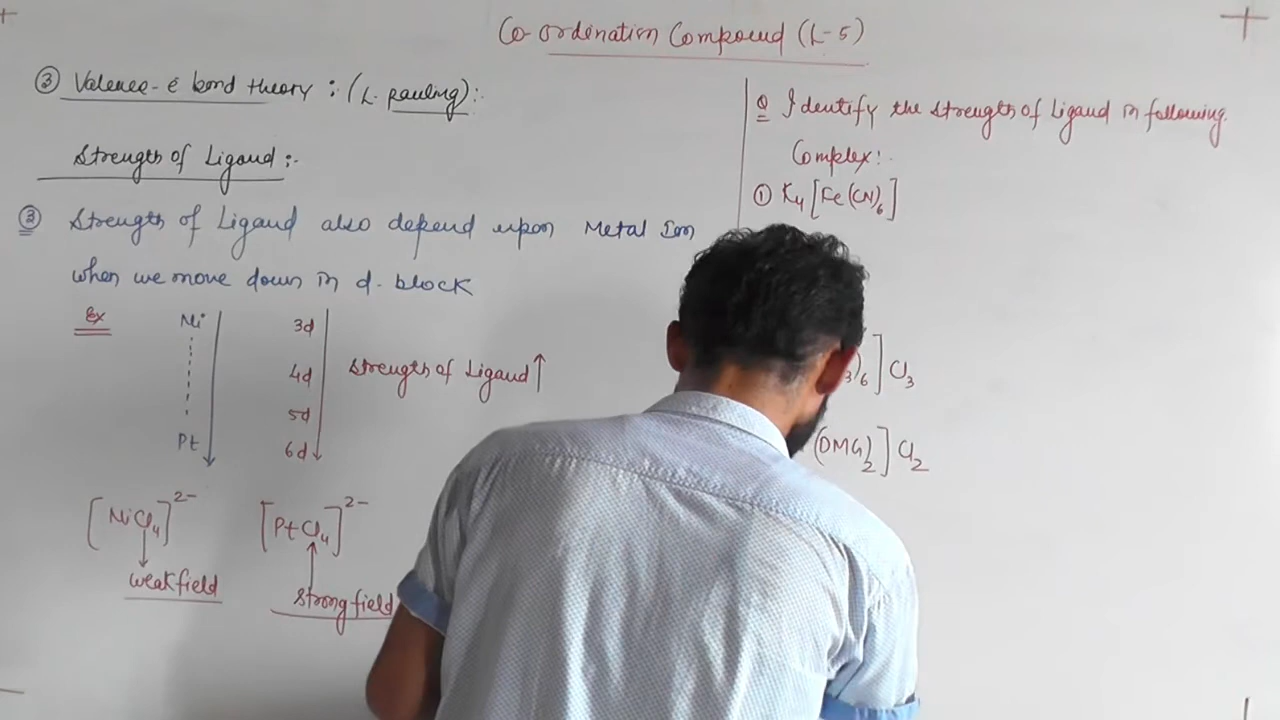 Co-ordination Compound (L-5)
③ Valence-ē bond theory :(L. pauling):-
Strength of Ligand:-
③ Strength of Ligand also depend upon Metal Ion
when we move down in d-block
Ex Ni 3d
4d Strength of Ligand↑
5d
Pt 6d
[NiCl₄]²⁻ [PtCl₄]²⁻
weak field strong field
Q Identify the strength of Ligand in following
Complex:-
① K₄[Fe(CN)₆]
₃)₆]Cl₃
(DMG)₂]Cl₂